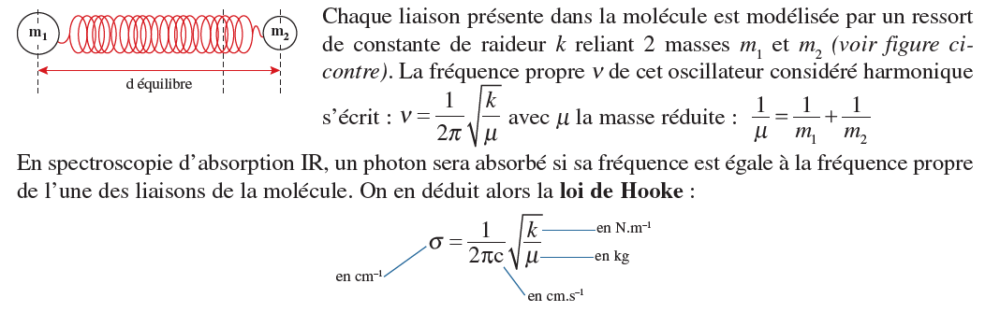 m₁ m₂
d équilibre
Chaque liaison présente dans la molécule est modélisée par un ressort
de constante de raideur k reliant 2 masses m₁ et m₂ (voir figure ci-
contre). La fréquence propre ν de cet oscillateur considéré harmonique
s’écrit : ν = 1/2π √(k/μ) avec μ la masse réduite : 1/μ = 1/m₁ + 1/m₂
En spectroscopie d’absorption IR, un photon sera absorbé si sa fréquence est égale à la fréquence propre
de l’une des liaisons de la molécule. On en déduit alors la loi de Hooke :
σ = 1/2πc √(k/μ)
en N.m⁻¹
en kg
en cm⁻¹
en cm.s⁻¹